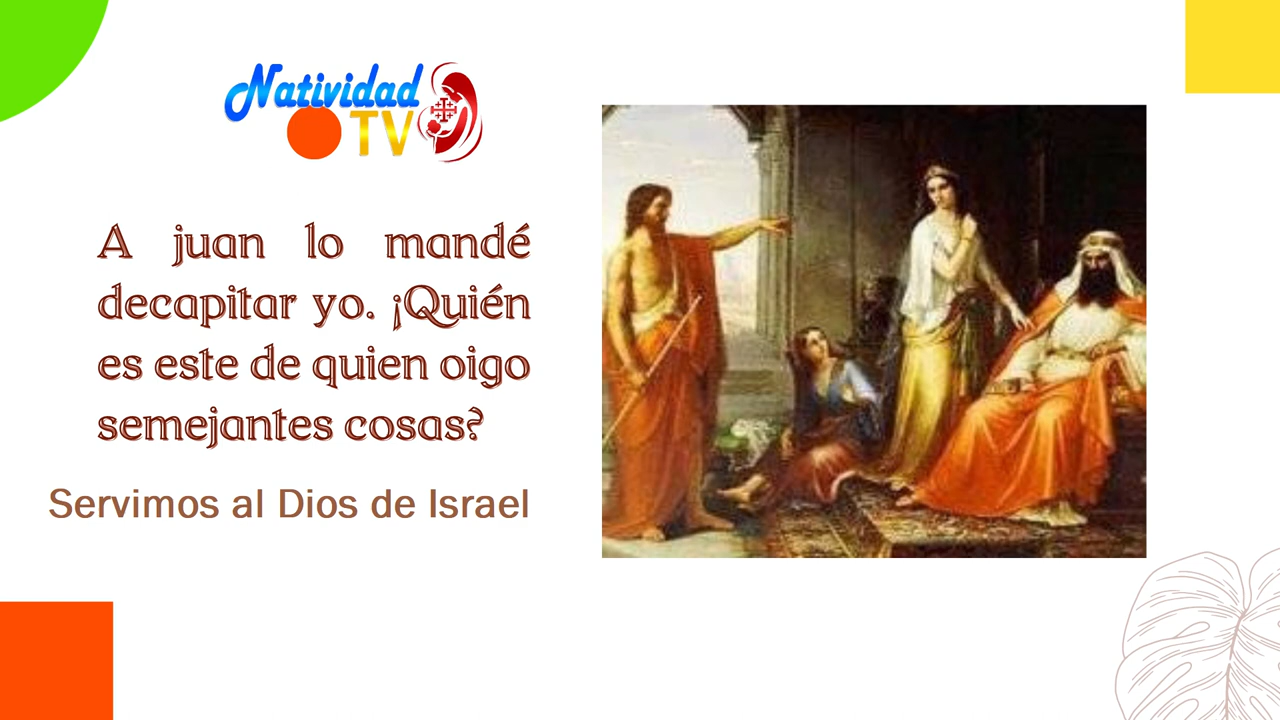 Natividad
TV
A juan lo mandé
decapitar yo. ¡Quién
es este de quien oigo
semejantes cosas?
Servimos al Dios de Israel